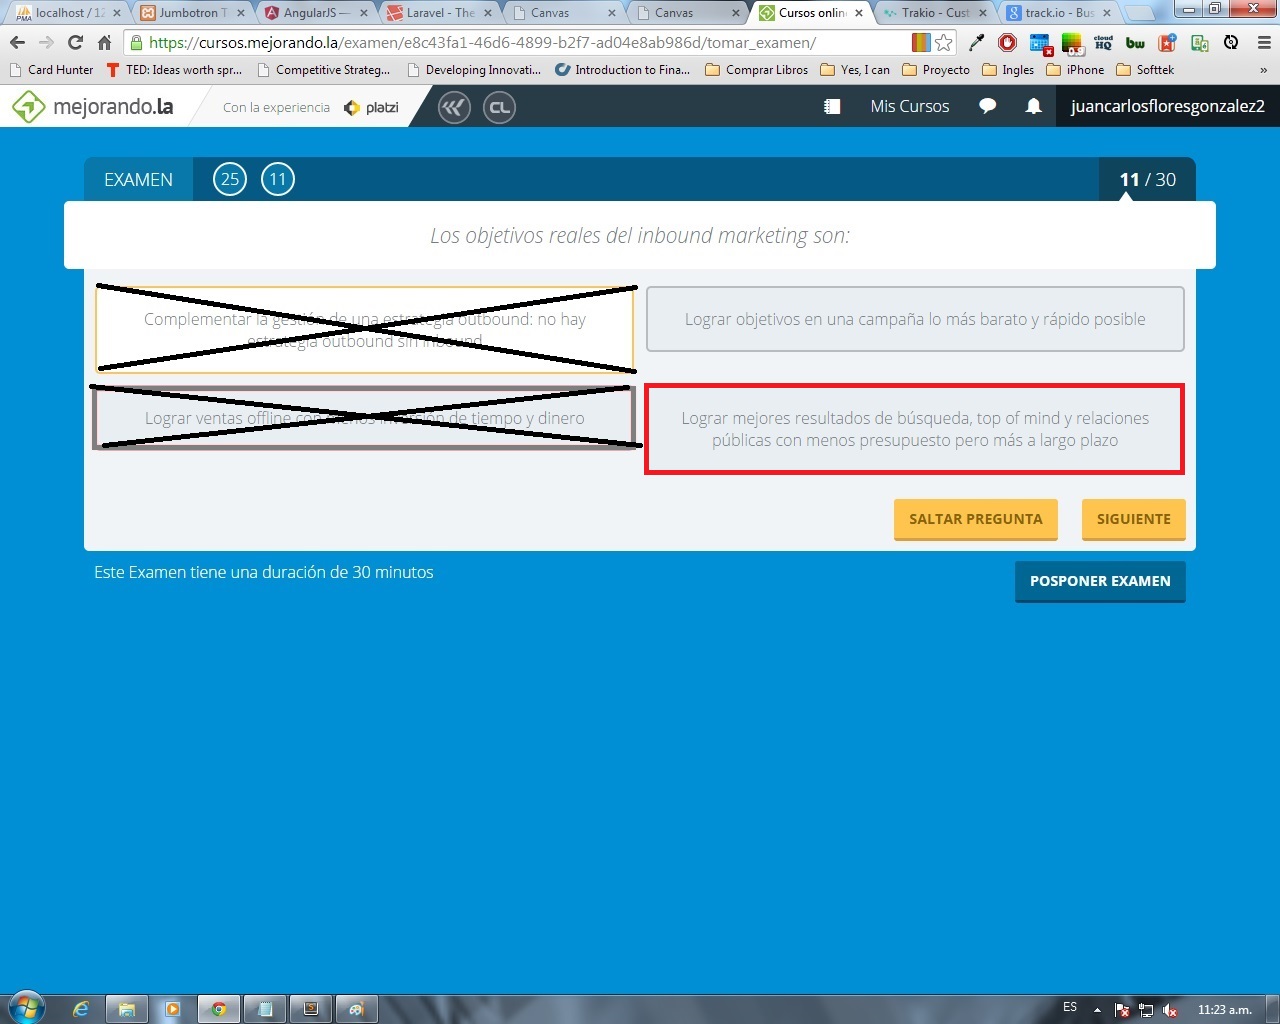 localhost / 12
Jumbotron T
AngularJS —
Laravel - The
Canvas
Canvas
Cursos online
Trakio - Cust
track.io - Bus
https://cursos.mejorando.la/examen/e8c43fa1-46d6-4899-b2f7-ad04e8ab986d/tomar_examen/
Card Hunter
TED: Ideas worth spr...
Competitive Strateg...
Developing Innovati...
Introduction to Fina...
Comprar Libros
Yes, I can
Proyecto
Ingles
iPhone
Softtek
»
mejorando.la
Con la experiencia
platzi
CL
Mis Cursos
juancarlosfloresgonzalez2
EXAMEN
25
11
11 / 30
Los objetivos reales del inbound marketing son:
Complementar la gestión de una estrategia outbound: no hay
estrategia outbound sin inbound
Lograr objetivos en una campaña lo más barato y rápido posible
Lograr ventas offline con menos inversión de tiempo y dinero
Lograr mejores resultados de búsqueda, top of mind y relaciones
públicas con menos presupuesto pero más a largo plazo
SALTAR PREGUNTA
SIGUIENTE
Este Examen tiene una duración de 30 minutos
POSPONER EXAMEN
ES
11:23 a.m.